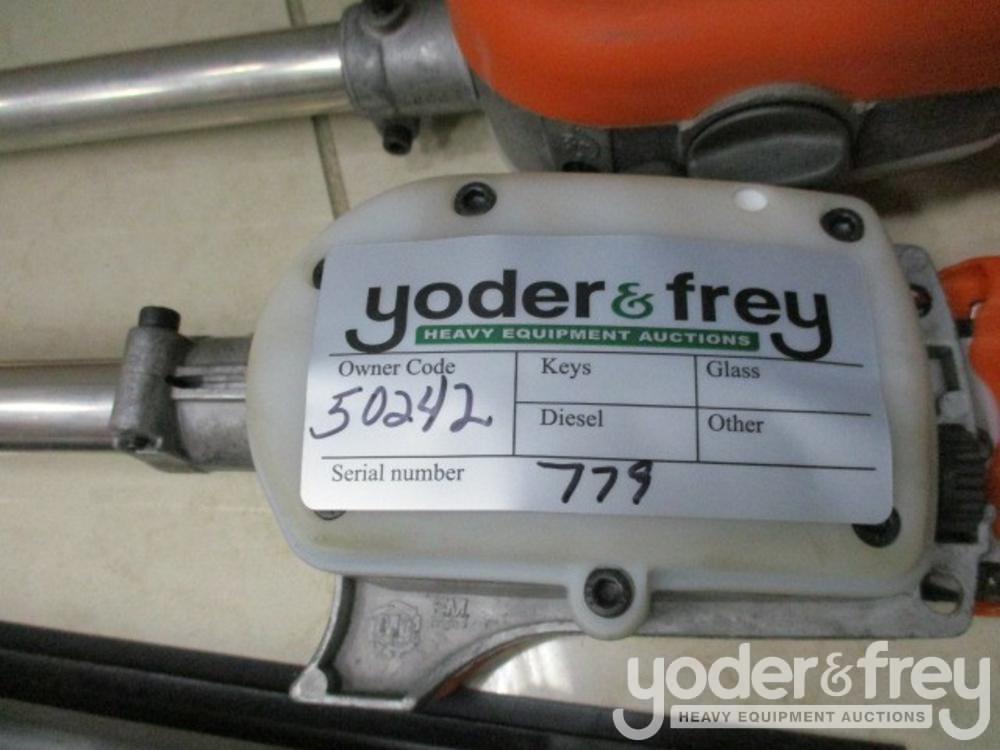 yoder & frey
HEAVY EQUIPMENT AUCTIONS
Owner Code
50242
Keys
Glass
Diesel
Other
Serial number
779
yoder & frey
HEAVY EQUIPMENT AUCTIONS